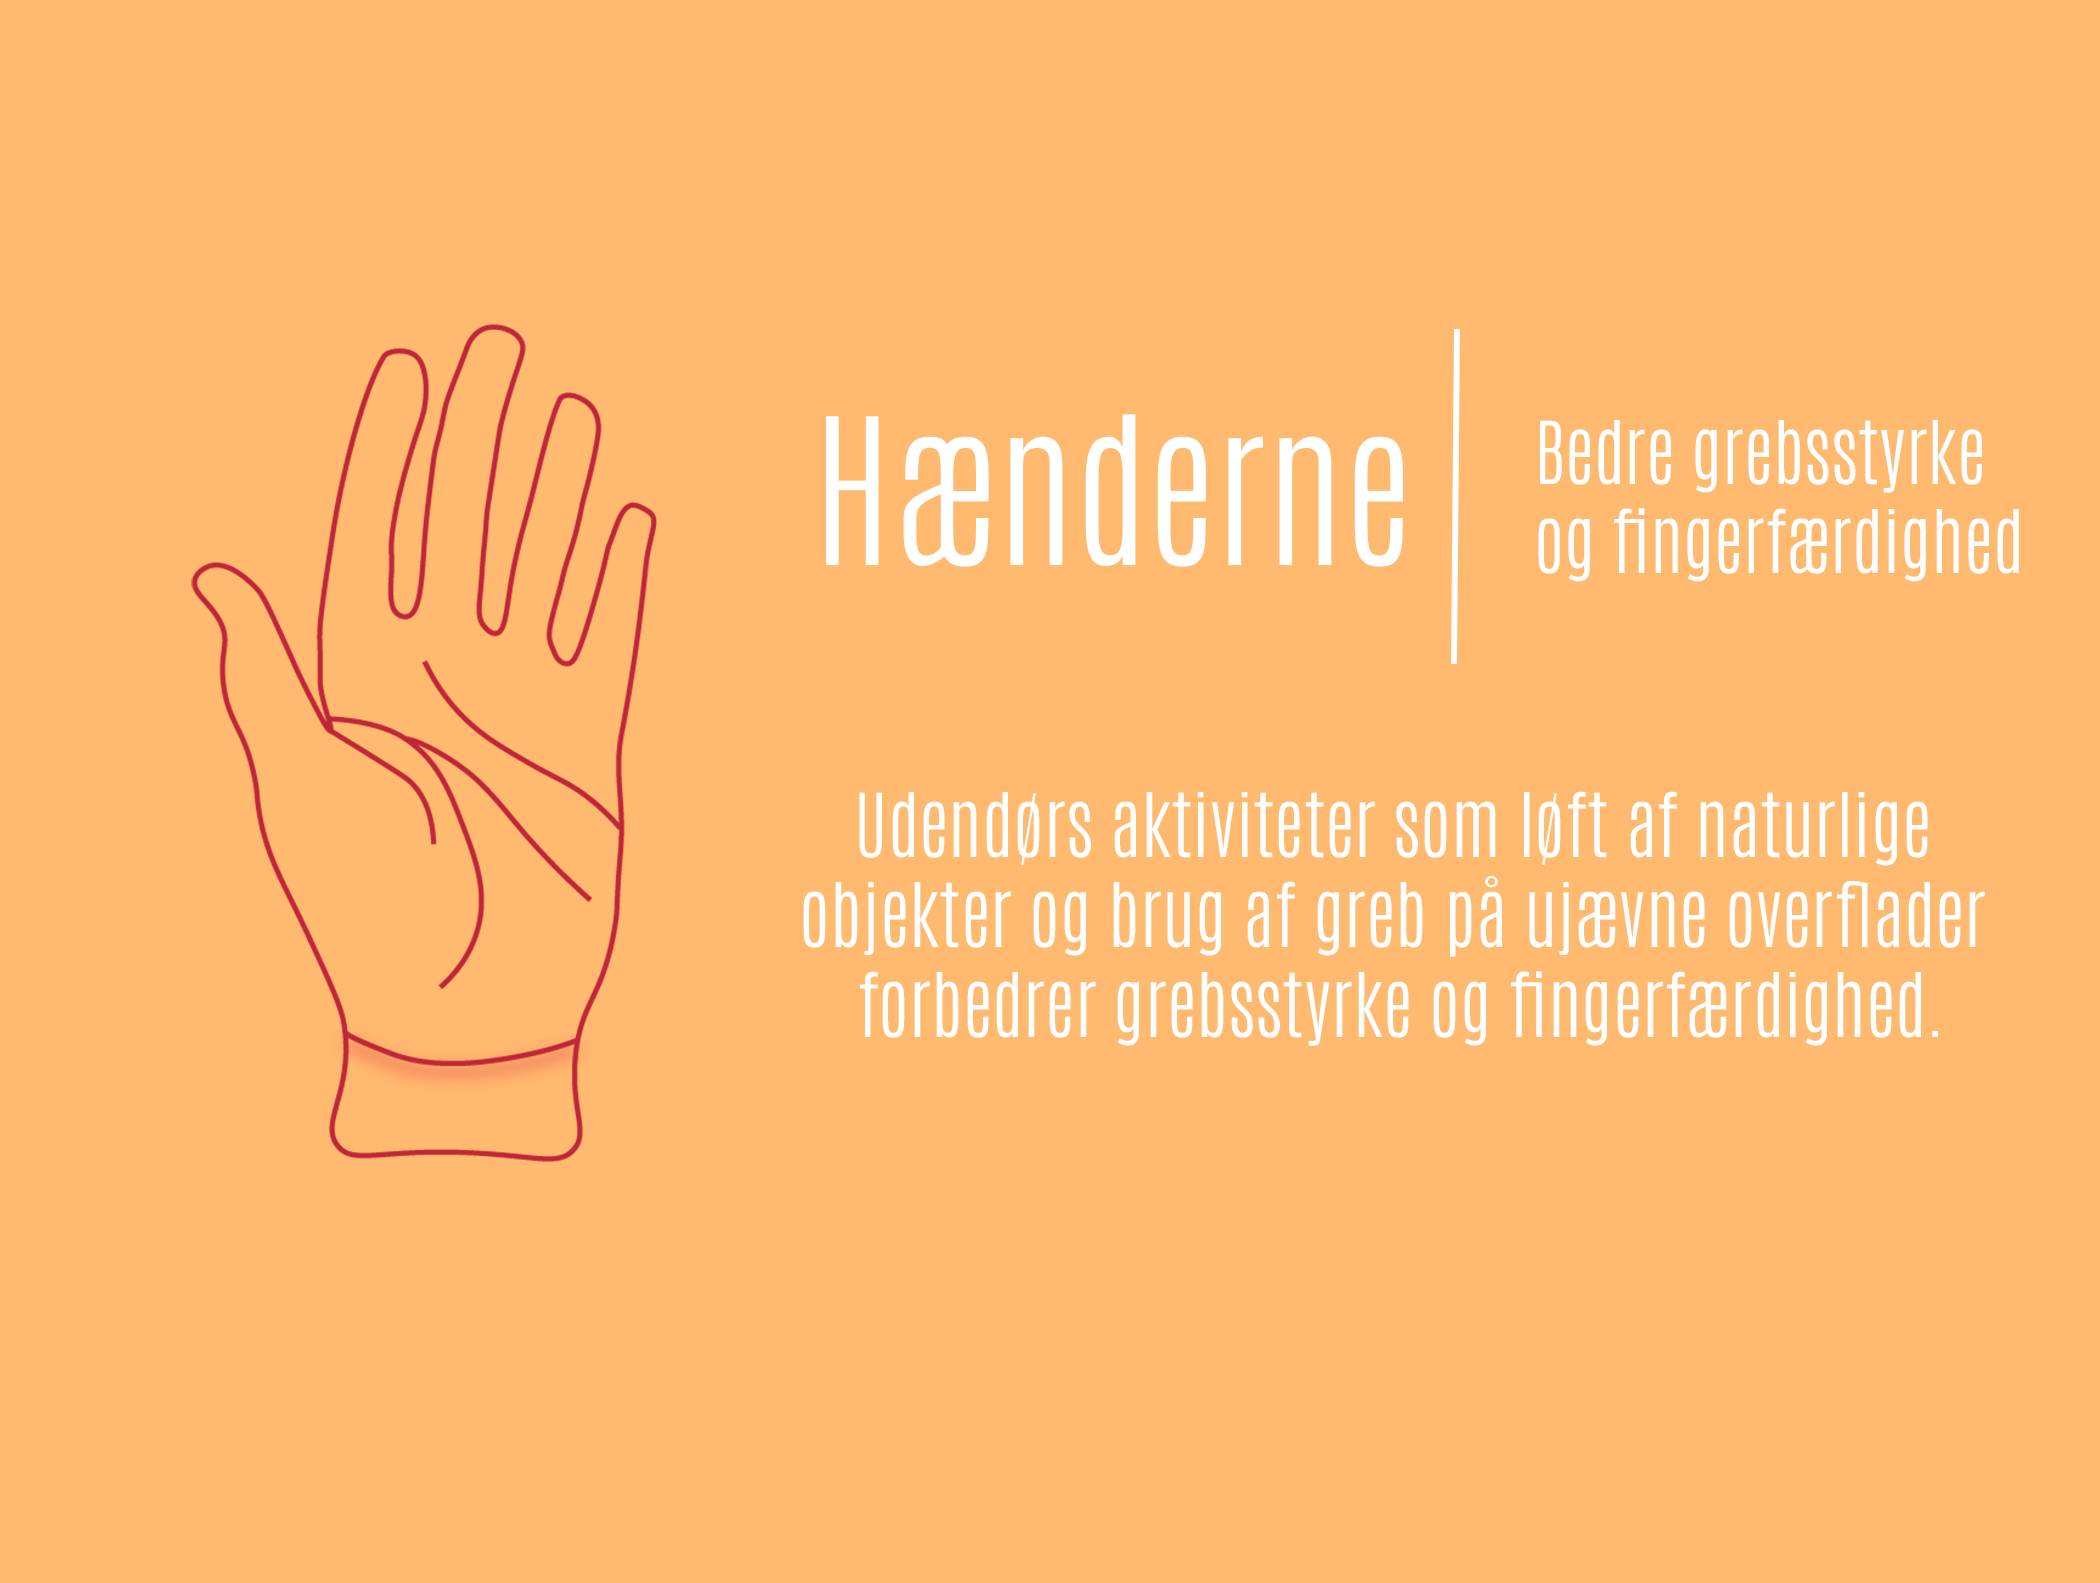 Hænderne
Bedre grebsstyrke
og fingerfærdighed
Udendørs aktiviteter som løft af naturlige
objekter og brug af greb på ujævne overflader
forbedrer grebsstyrke og fingerfærdighed.